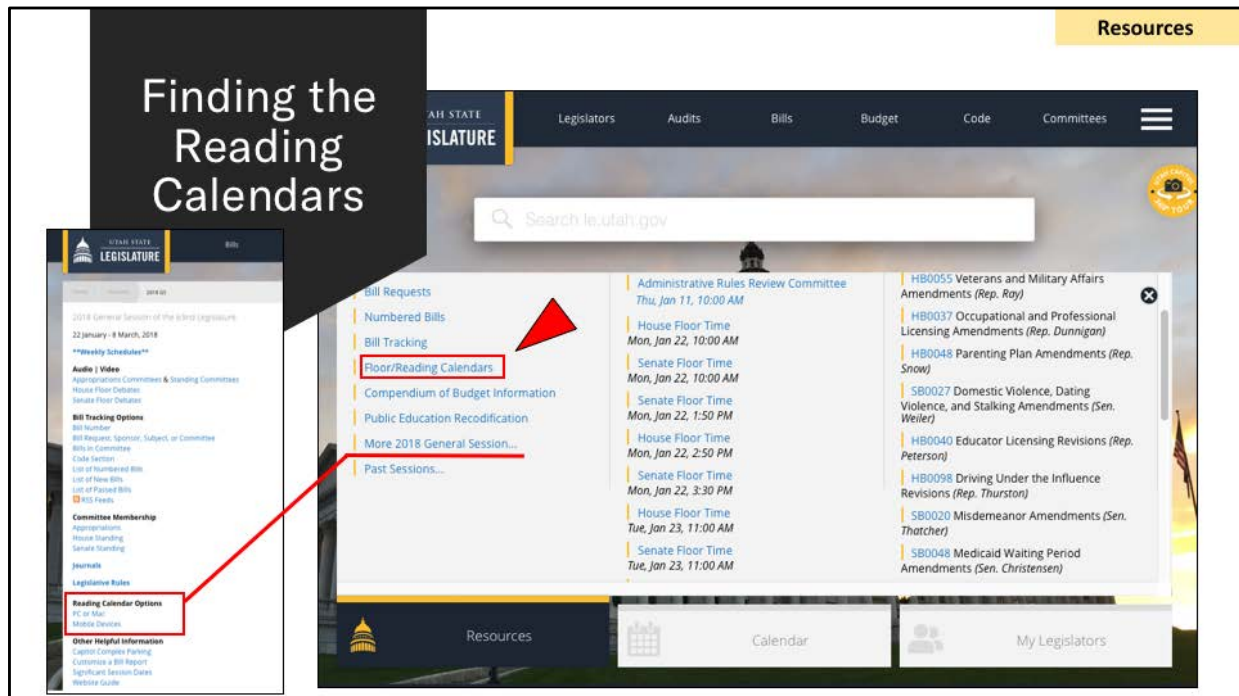 Resources
Finding the
Reading
Calendars
UTAH STATE
LEGISLATURE
Bills
2018 GS
2018 General Session of the 62nd Legislature
22 January - 8 March, 2018
**Weekly Schedules**
Audio | Video
Appropriations Committees & Standing Committees
House Floor Debates
Senate Floor Debates
Bill Tracking Options
Bill Number
Bill Request, Sponsor, Subject, or Committee
Bills in Committee
Code Section
List of Numbered Bills
List of New Bills
List of Passed Bills
RSS Feeds
Committee Membership
Appropriations
House Standing
Senate Standing
Journals
Legislative Rules
Reading Calendar Options
PC or Mac
Mobile Devices
Other Helpful Information
Capitol Complex Parking
Customize a Bill Report
Significant Session Dates
Website Guide
TAH STATE
ISLATURE
Legislators
Audits
Bills
Budget
Code
Committees
UTAH CAPITOL
360 TOUR
Search le.utah.gov
Bill Requests
Numbered Bills
Bill Tracking
Floor/Reading Calendars
Compendium of Budget Information
Public Education Recodification
More 2018 General Session...
Past Sessions...
Administrative Rules Review Committee
Thu, Jan 11, 10:00 AM
House Floor Time
Mon, Jan 22, 10:00 AM
Senate Floor Time
Mon, Jan 22, 10:00 AM
Senate Floor Time
Mon, Jan 22, 1:50 PM
House Floor Time
Mon, Jan 22, 2:50 PM
Senate Floor Time
Mon, Jan 22, 3:30 PM
House Floor Time
Tue, Jan 23, 11:00 AM
Senate Floor Time
Tue, Jan 23, 11:00 AM
HB0055 Veterans and Military Affairs
Amendments (Rep. Ray)
HB0037 Occupational and Professional
Licensing Amendments (Rep. Dunnigan)
HB0048 Parenting Plan Amendments (Rep.
Snow)
SB0027 Domestic Violence, Dating
Violence, and Stalking Amendments (Sen.
Weiler)
HB0040 Educator Licensing Revisions (Rep.
Peterson)
HB0098 Driving Under the Influence
Revisions (Rep. Thurston)
SB0020 Misdemeanor Amendments (Sen.
Thatcher)
SB0048 Medicaid Waiting Period
Amendments (Sen. Christensen)
Resources
Calendar
My Legislators